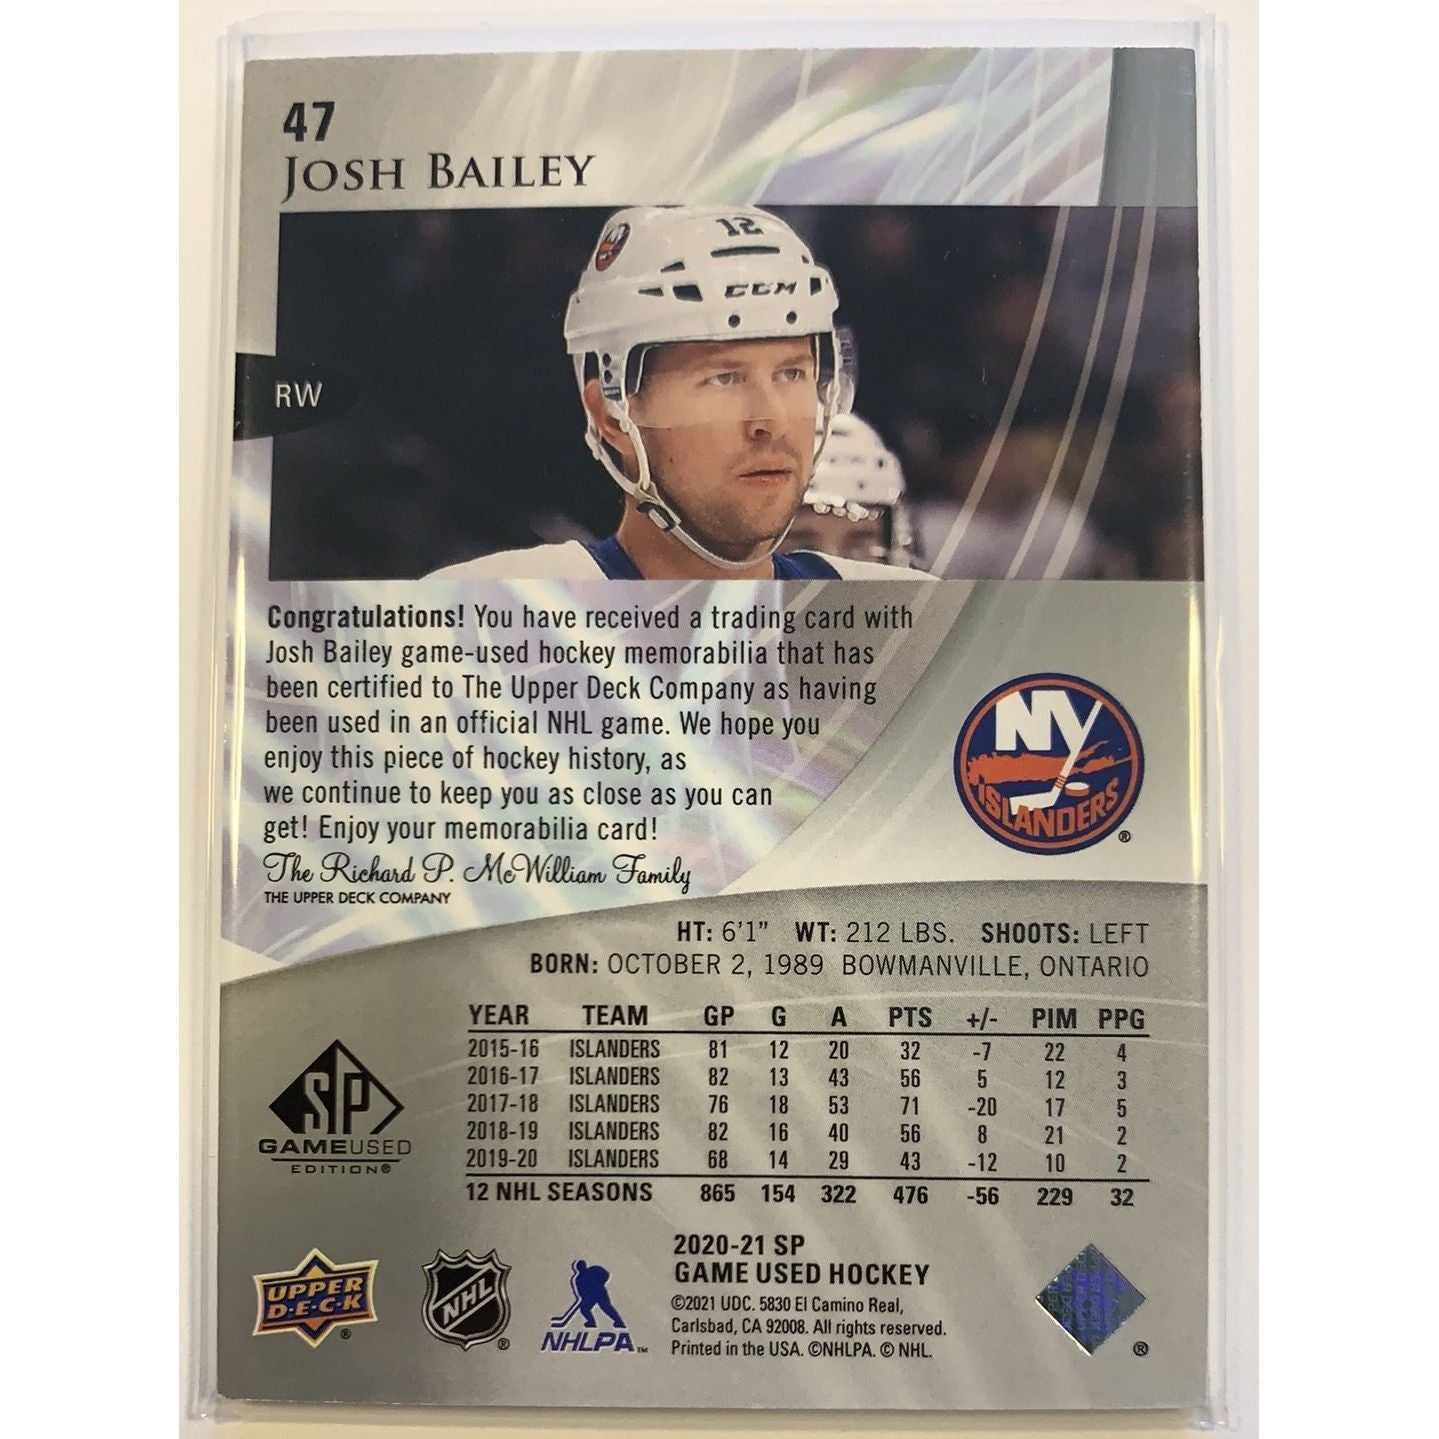 47
JOSH BAILEY
12
CCM
RW
Congratulations! You have received a trading card with
Josh Bailey game-used hockey memorabilia that has
been certified to The Upper Deck Company as having
been used in an official NHL game. We hope you
enjoy this piece of hockey history, as
we continue to keep you as close as you can
get! Enjoy your memorabilia card!
The Richard P. McWilliam Family
THE UPPER DECK COMPANY
NY
ISLANDERS
®
HT: 6'1" WT: 212 LBS. SHOOTS: LEFT
BORN: OCTOBER 2, 1989 BOWMANVILLE, ONTARIO
YEAR TEAM GP G A PTS +/- PIM PPG
2015-16 ISLANDERS 81 12 20 32 -7 22 4
2016-17 ISLANDERS 82 13 43 56 5 12 3
2017-18 ISLANDERS 76 18 53 71 -20 17 5
2018-19 ISLANDERS 82 16 40 56 8 21 2
2019-20 ISLANDERS 68 14 29 43 -12 10 2
12 NHL SEASONS 865 154 322 476 -56 229 32
SP
GAMEUSED
EDITION®
UPPER
D·E·C·K
®
NHL
®
NHLPA™
2020-21 SP
GAME USED HOCKEY
©2021 UDC. 5830 El Camino Real,
Carlsbad, CA 92008. All rights reserved.
Printed in the USA. ©NHLPA. © NHL.
®